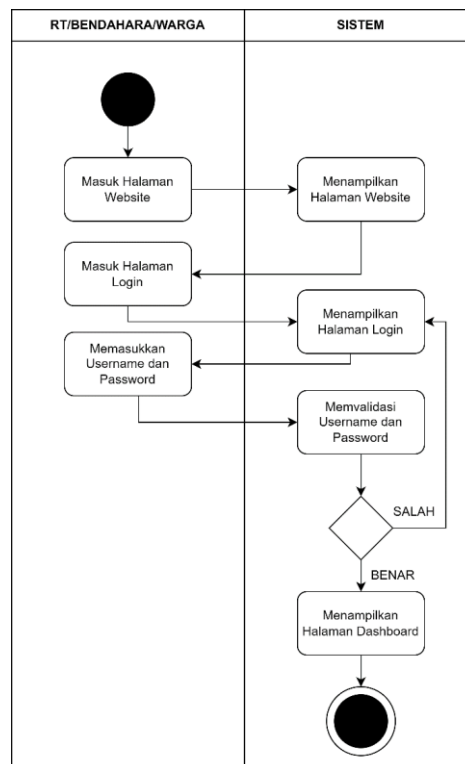 RT/BENDAHARA/WARGA
SISTEM
Masuk Halaman
Website
Menampilkan
Halaman Website
Masuk Halaman
Login
Menampilkan
Halaman Login
Memasukkan
Username dan
Password
Memvalidasi
Username dan
Password
SALAH
BENAR
Menampilkan
Halaman Dashboard